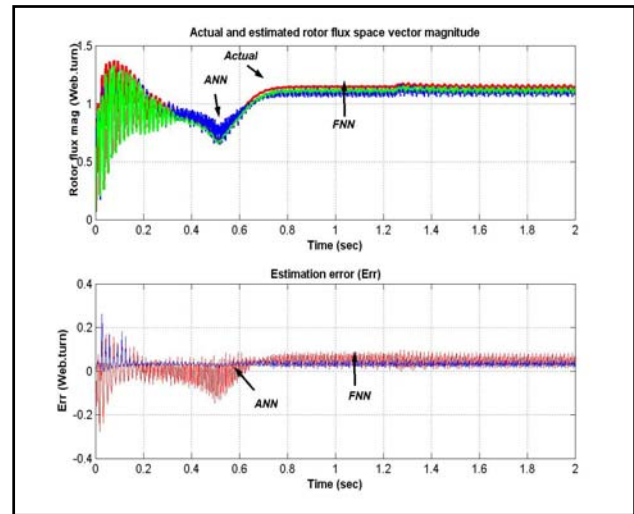 Actual and estimated rotor flux space vector magnitude
Rotor flux mag (Web.turn)
1.5
1
0.5
0
Actual
ANN
FNN
0 0.2 0.4 0.6 0.8 1 1.2 1.4 1.6 1.8 2
Time (sec)
Estimation error (Err)
Err (Web.turn)
0.4
0.2
0
-0.2
-0.4
ANN
FNN
0 0.2 0.4 0.6 0.8 1 1.2 1.4 1.6 1.8 2
Time (sec)